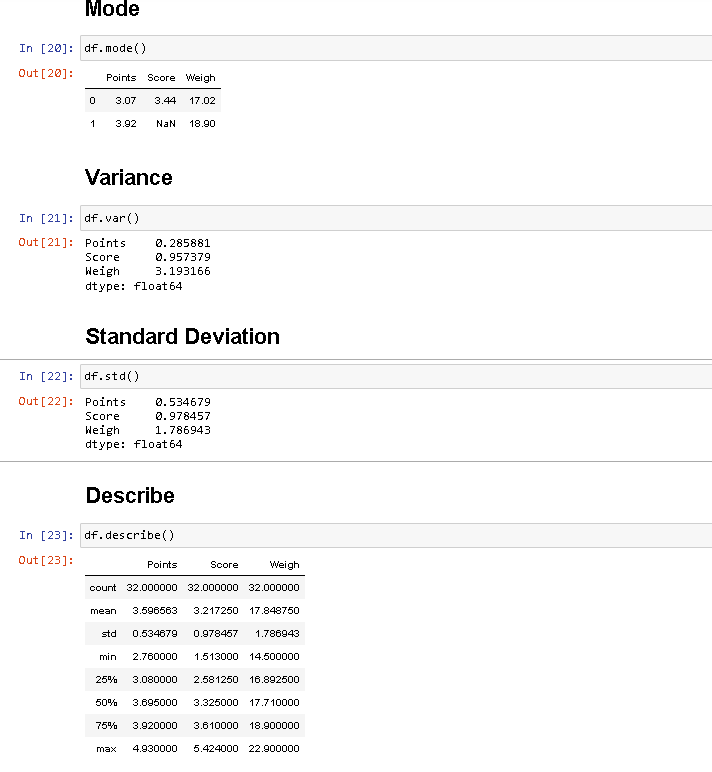 Mode
In [20]: df.mode()
Out[20]:
Points Score Weigh
0 3.07 3.44 17.02
1 3.92 NaN 18.90
Variance
In [21]: df.var()
Out[21]: Points 0.285881
Score 0.957379
Weigh 3.193166
dtype: float64
Standard Deviation
In [22]: df.std()
Out[22]: Points 0.534679
Score 0.978457
Weigh 1.786943
dtype: float64
Describe
In [23]: df.describe()
Out[23]:
Points Score Weigh
count 32.000000 32.000000 32.000000
mean 3.596563 3.217250 17.848750
std 0.534679 0.978457 1.786943
min 2.760000 1.513000 14.500000
25% 3.080000 2.581250 16.892500
50% 3.695000 3.325000 17.710000
75% 3.920000 3.610000 18.900000
max 4.930000 5.424000 22.900000